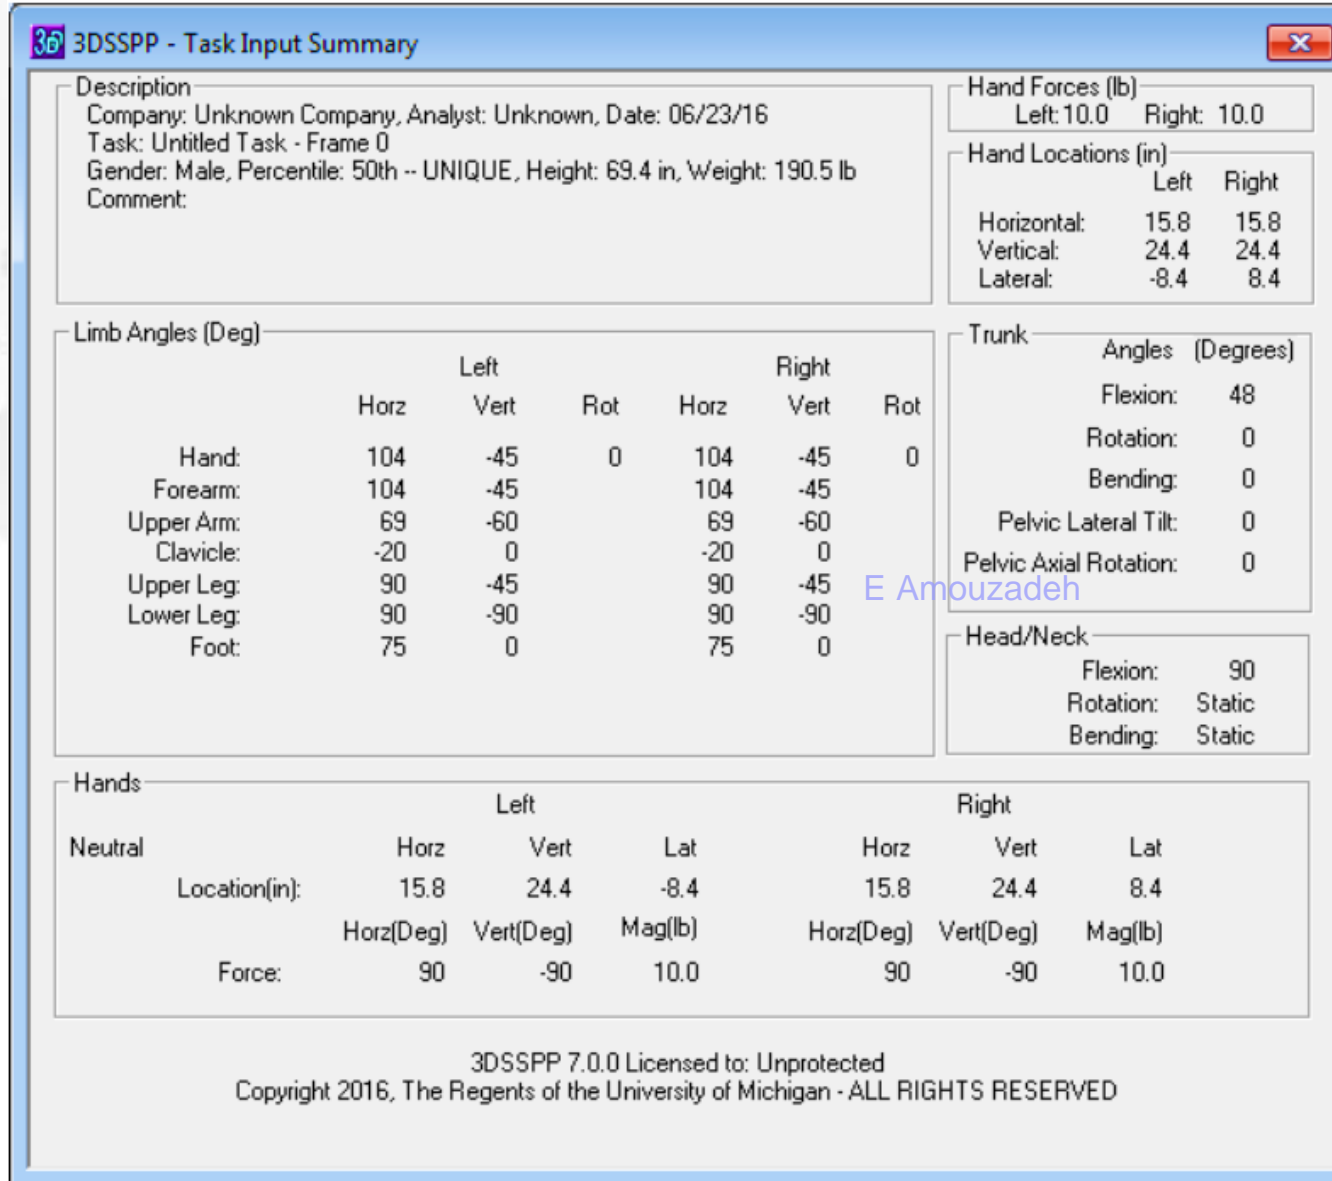 3DSSPP - Task Input Summary
Description
Company: Unknown Company, Analyst: Unknown, Date: 06/23/16
Task: Untitled Task - Frame 0
Gender: Male, Percentile: 50th -- UNIQUE, Height: 69.4 in, Weight: 190.5 lb
Comment:
Hand Forces (lb)
Left: 10.0 Right: 10.0
Hand Locations (in)
Left Right
Horizontal: 15.8 15.8
Vertical: 24.4 24.4
Lateral: -8.4 8.4
Limb Angles (Deg)
Left Right
Horz Vert Rot Horz Vert Rot
Hand: 104 -45 0 104 -45 0
Forearm: 104 -45 104 -45
Upper Arm: 69 -60 69 -60
Clavicle: -20 0 -20 0
Upper Leg: 90 -45 90 -45
Lower Leg: 90 -90 90 -90
Foot: 75 0 75 0
Trunk
Angles (Degrees)
Flexion: 48
Rotation: 0
Bending: 0
Pelvic Lateral Tilt: 0
Pelvic Axial Rotation: 0
E Amouzadeh
Head/Neck
Flexion: 90
Rotation: Static
Bending: Static
Hands
Left Right
Neutral Horz Vert Lat Horz Vert Lat
Location(in): 15.8 24.4 -8.4 15.8 24.4 8.4
Horz(Deg) Vert(Deg) Mag(lb) Horz(Deg) Vert(Deg) Mag(lb)
Force: 90 -90 10.0 90 -90 10.0
3DSSPP 7.0.0 Licensed to: Unprotected
Copyright 2016, The Regents of the University of Michigan - ALL RIGHTS RESERVED